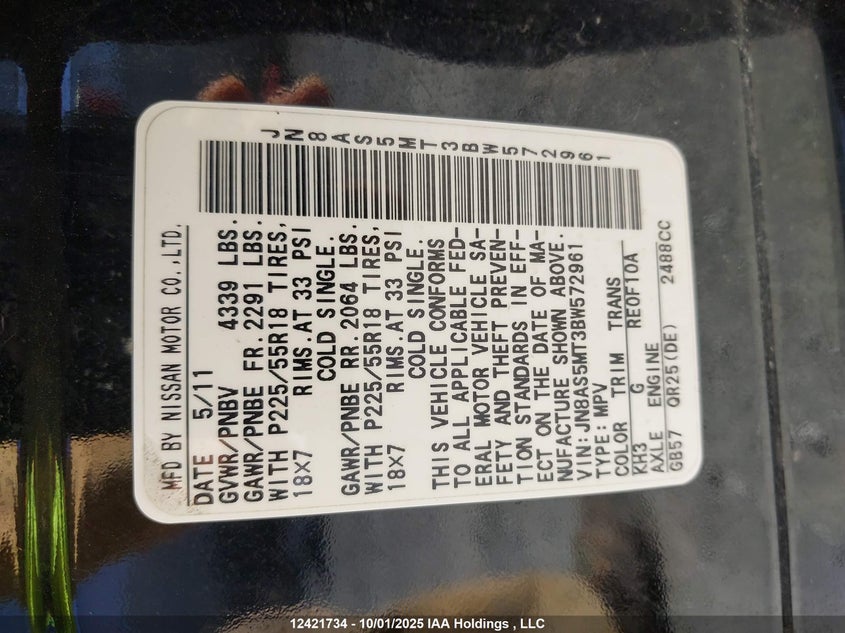 JN8AS5MT3BW572961
MFD BY NISSAN MOTOR CO.,LTD.
DATE 5/11
GVWR/PNBV 4339 LBS.
GAWR/PNBE FR.2291 LBS.
WITH P225/55R18 TIRES,
18X7 RIMS.AT 33 PSI
COLD SINGLE.
GAWR/PNBE RR.2064 LBS.
WITH P225/55R18 TIRES,
18X7 RIMS.AT 33 PSI
COLD SINGLE.
THIS VEHICLE CONFORMS
TO ALL APPLICABLE FED-
ERAL MOTOR VEHICLE SA-
FETY AND THEFT PREVEN-
TION STANDARDS IN EFF-
ECT ON THE DATE OF MA-
NUFACTURE SHOWN ABOVE.
VIN:JN8AS5MT3BW572961
TYPE:MPV
COLOR TRIM TRANS
KH3 G RE0F10A
AXLE ENGINE
GB57 QR25(DE) 2488CC
12421734 - 10/01/2025 IAA Holdings , LLC